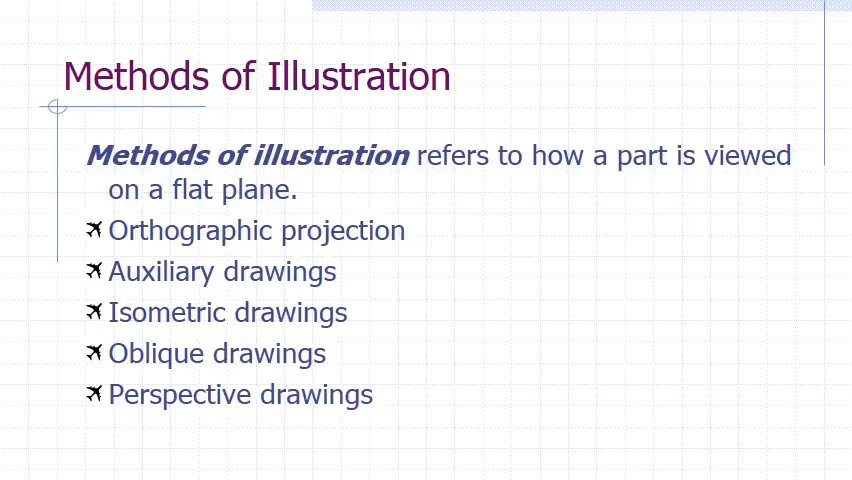 Methods of Illustration
Methods of illustration refers to how a part is viewed
on a flat plane.
Orthographic projection
Auxiliary drawings
Isometric drawings
Oblique drawings
Perspective drawings